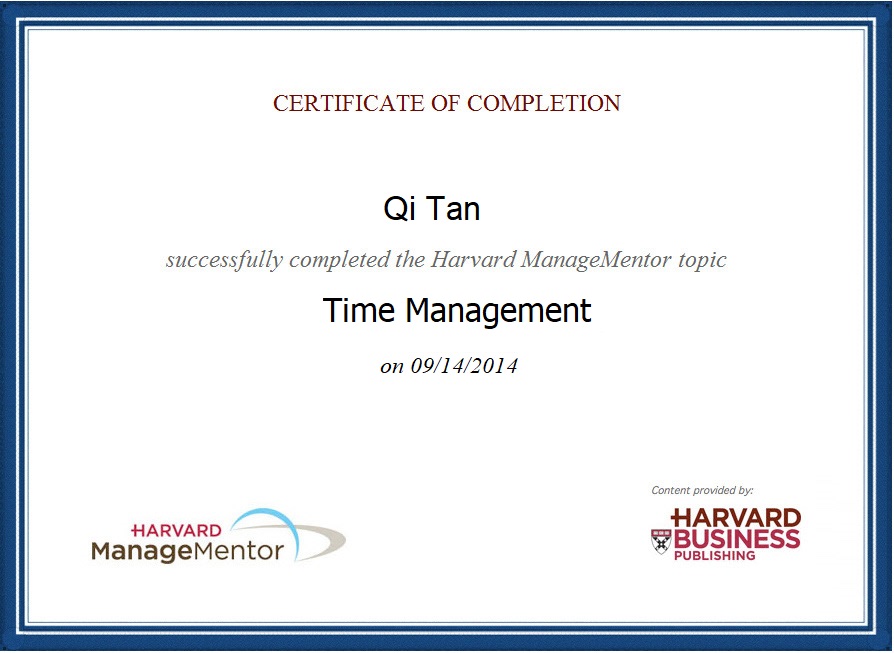 CERTIFICATE OF COMPLETION
Qi Tan
successfully completed the Harvard ManageMentor topic
Time Management
on 09/14/2014
HARVARD
ManageMentor
Content provided by:
HARVARD
BUSINESS
PUBLISHING